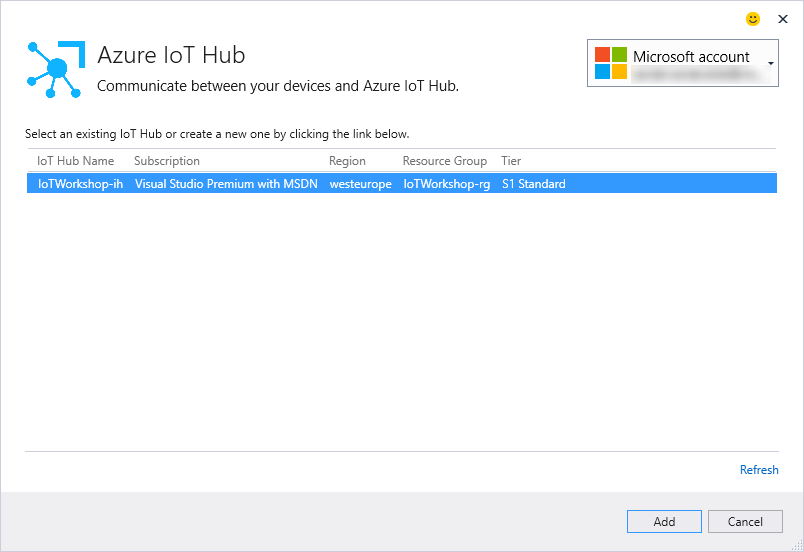 Azure IoT Hub
Communicate between your devices and Azure IoT Hub.
Microsoft account
Select an existing IoT Hub or create a new one by clicking the link below.
IoT Hub Name Subscription Region Resource Group Tier
IoTWorkshop-ih Visual Studio Premium with MSDN westeurope IoTWorkshop-rg S1 Standard
Refresh
Add Cancel